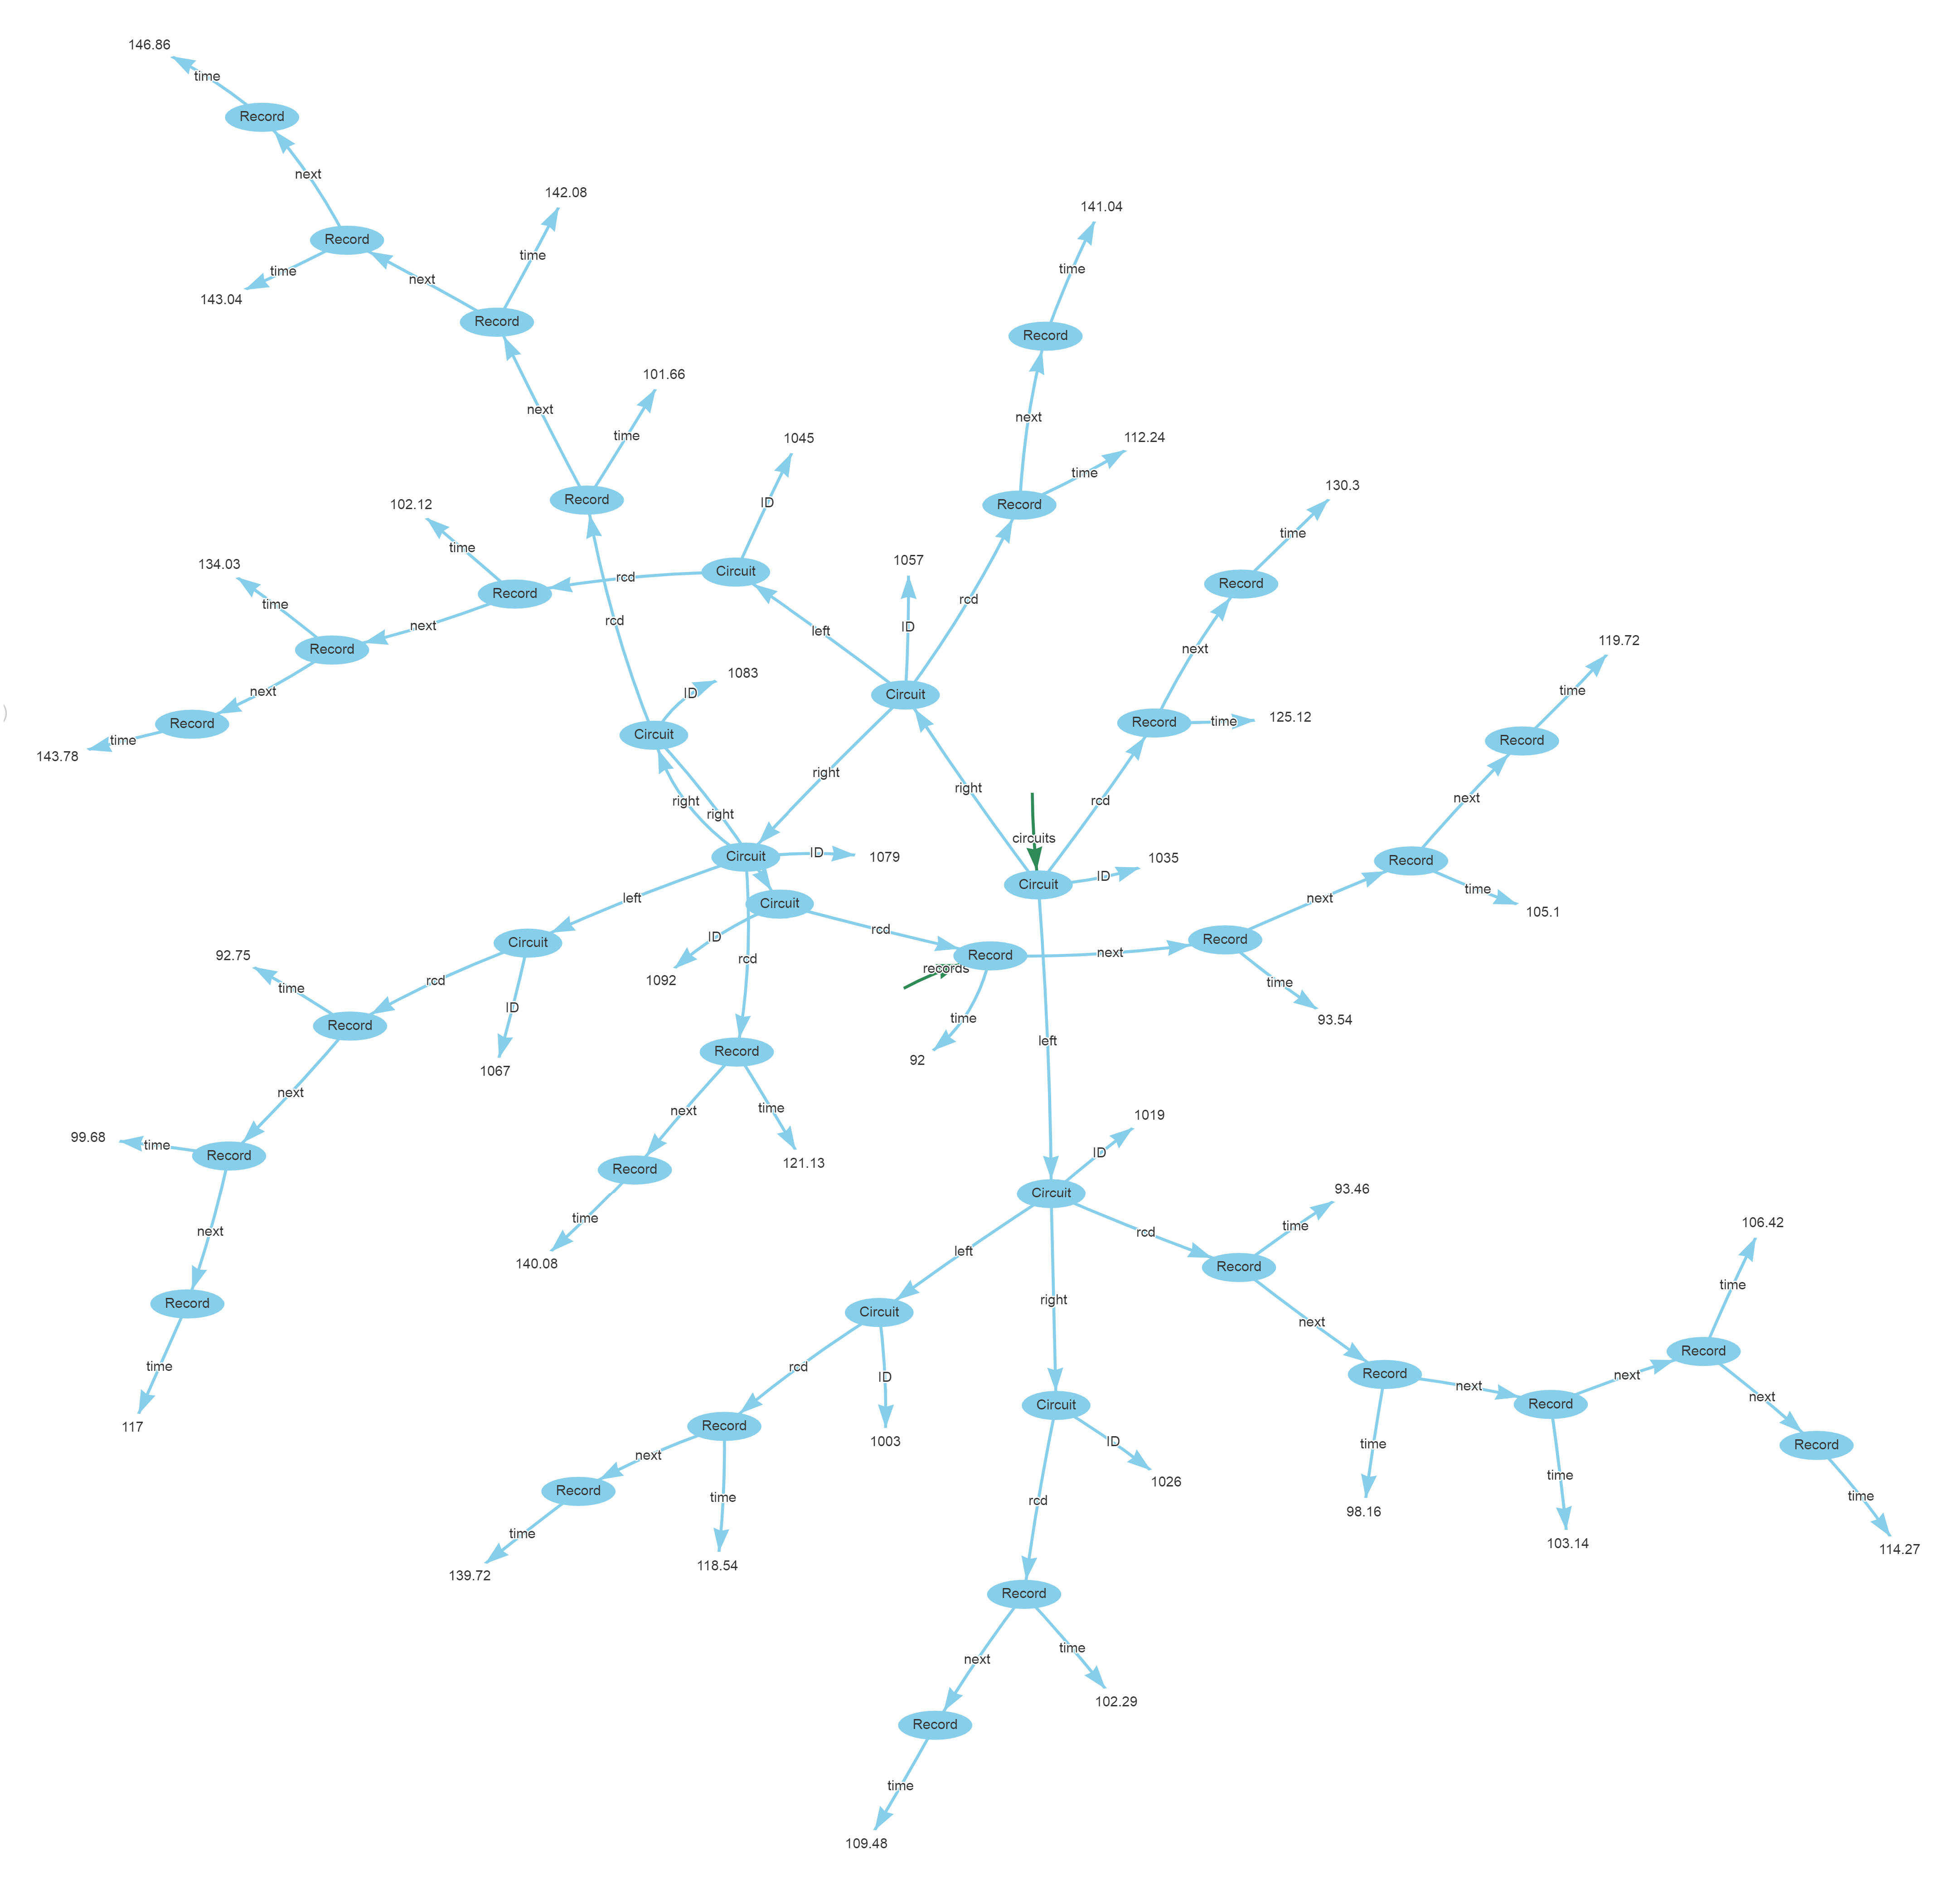 146.86
time
Record
next
142.08
141.04
Record
time
time
time
143.04
next
Record
Record
101.66
next
next
time
1045
112.24
time
130.3
Record
ID
Record
102.12
time
time
134.03
1057
Record
time
Circuit
rcd
Record
rcd
rcd
next
ID
left
119.72
Record
next
1083
ID
next
time
Circuit
125.12
Record
time
Record
Circuit
time
143.78
Record
right
right
next
right
rcd
right
circuits
Circuit
ID
1079
1035
Record
ID
Circuit
time
left
next
Circuit
105.1
rcd
Circuit
ID
Record
next
92.75
Record
rcd
records
1092
rcd
time
time
ID
time
93.54
Record
left
92
Record
1067
next
time
next
1019
99.68
time
ID
Record
121.13
Record
93.46
Circuit
106.42
time
next
time
rcd
left
140.08
Record
time
right
Record
Circuit
next
Record
time
rcd
Record
next
ID
next
next
Record
Circuit
Record
117
Record
ID
1003
time
Record
next
1026
Record
time
time
rcd
98.16
time
time
103.14
114.27
139.72
118.54
Record
time
next
102.29
Record
time
109.48